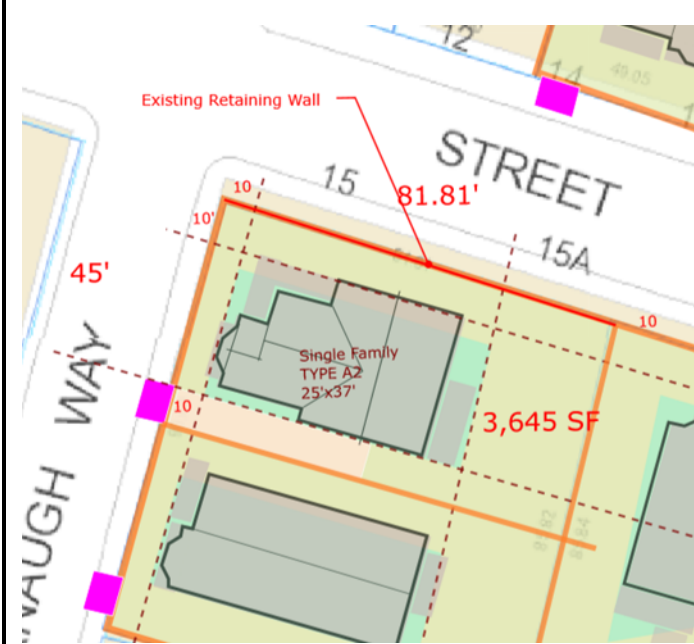 12'
14
49.05
Existing Retaining Wall
STREET
15
10
81.81'
10'
15A
45'
10
Single Family
TYPE A2
25'x37'
WAY
10
3,645 SF
NAUGH